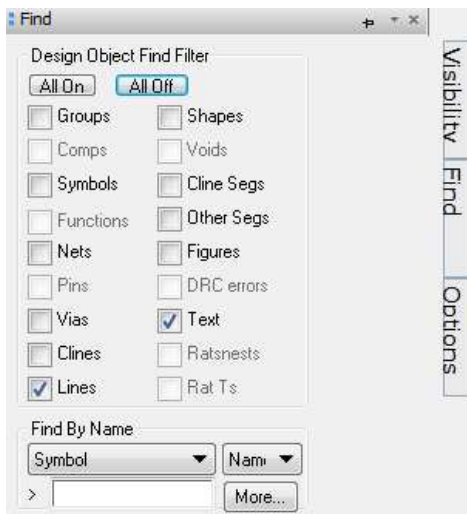 Find
Design Object Find Filter
All On All Off
Groups Shapes
Comps Voids
Symbols Cline Segs
Functions Other Segs
Nets Figures
Pins DRC errors
Vias Text
Clines Ratsnests
Lines Rat Ts
Find By Name
Symbol Nam
> More...
Visibility
Find
Options